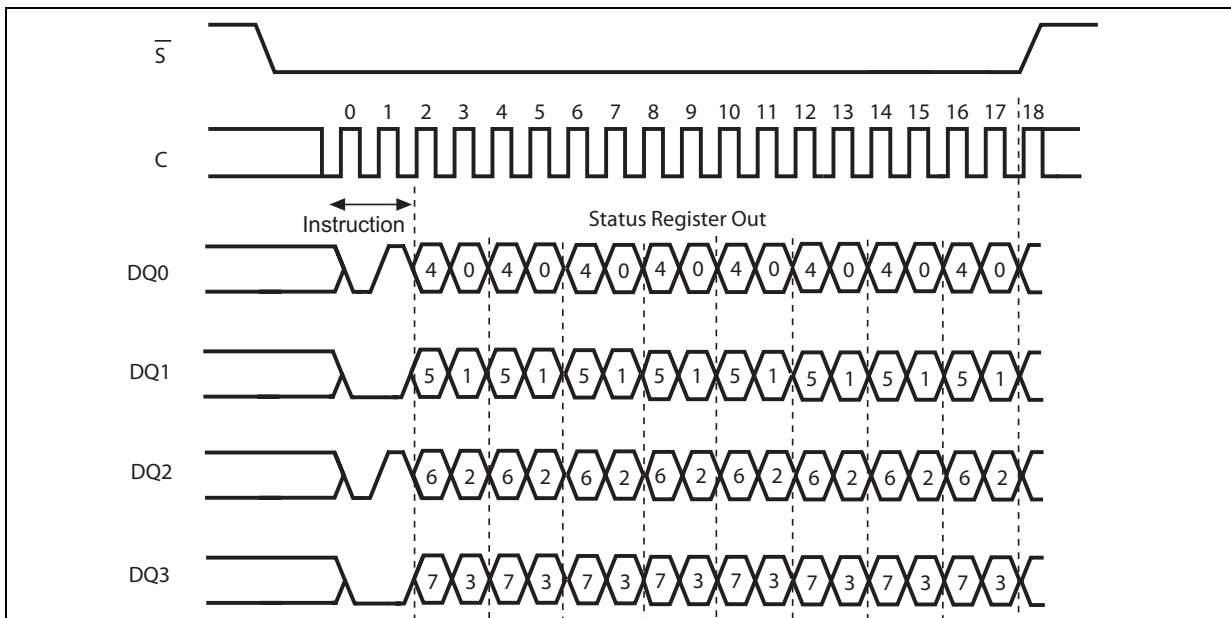 S
0 1 2 3 4 5 6 7 8 9 10 11 12 13 14 15 16 17 18
C
Instruction
Status Register Out
DQ0
4 0 4 0 4 0 4 0 4 0 4 0 4 0 4 0
DQ1
5 1 5 1 5 1 5 1 5 1 5 1 5 1 5 1
DQ2
6 2 6 2 6 2 6 2 6 2 6 2 6 2 6 2
DQ3
7 3 7 3 7 3 7 3 7 3 7 3 7 3 7 3